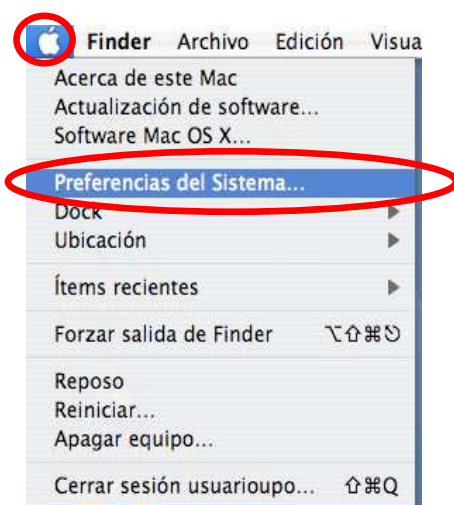 Finder Archivo Edición Visua
Acerca de este Mac
Actualización de software...
Software Mac OS X...
Preferencias del Sistema...
Dock
Ubicación
Ítems recientes
Forzar salida de Finder ⌥⇧⌘⎋
Reposo
Reiniciar...
Apagar equipo...
Cerrar sesión usuarioupo... ⇧⌘Q